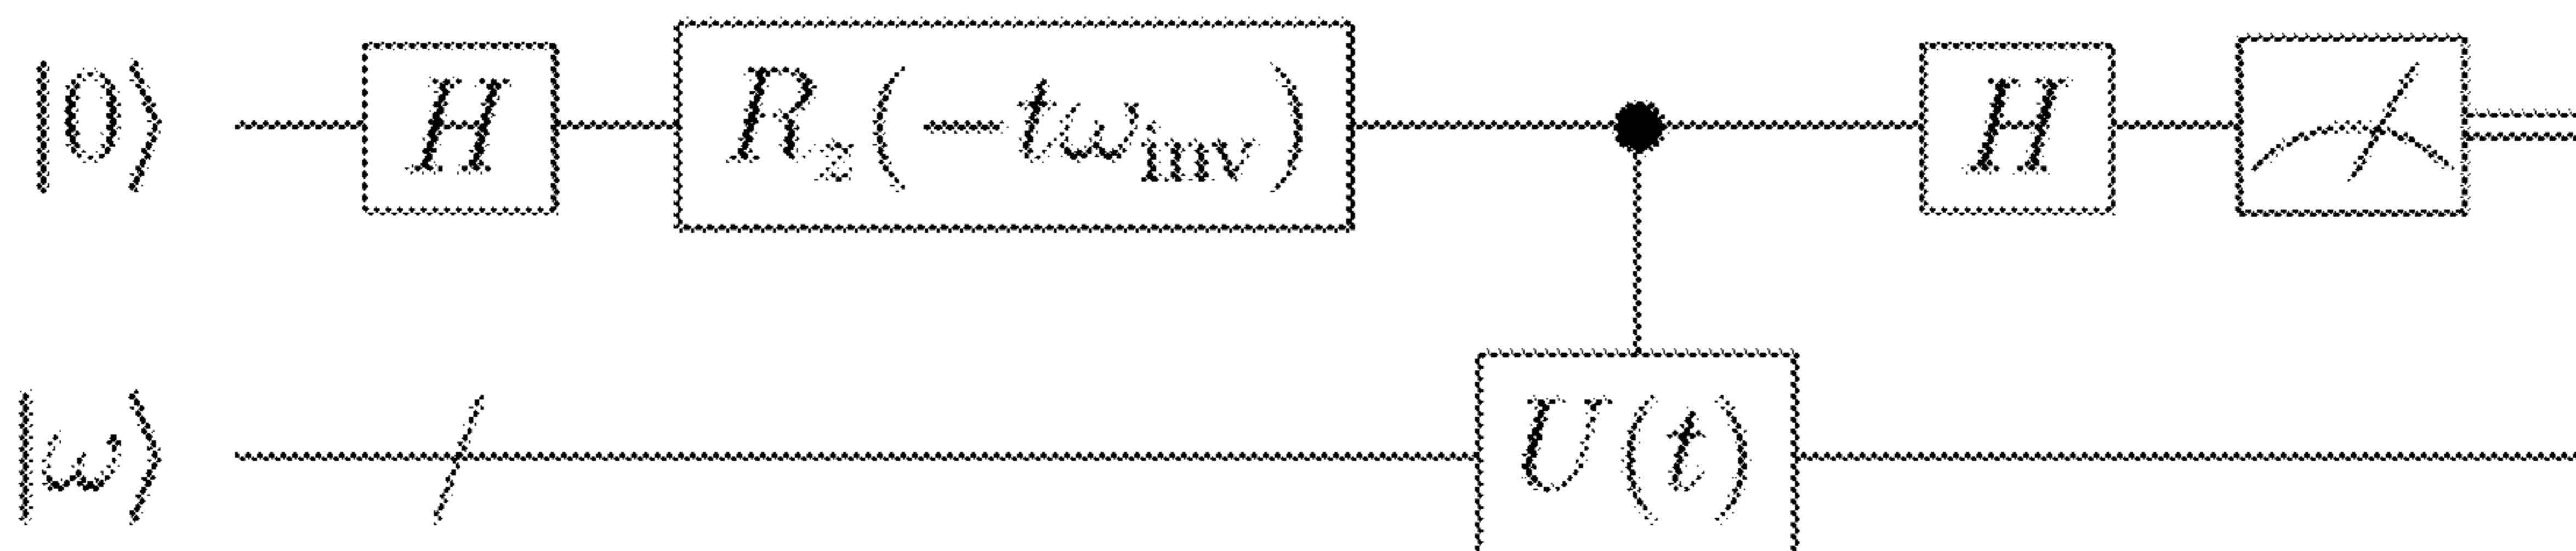 |0⟩ H R_z(−tω_inv) H
|ω⟩ U(t)